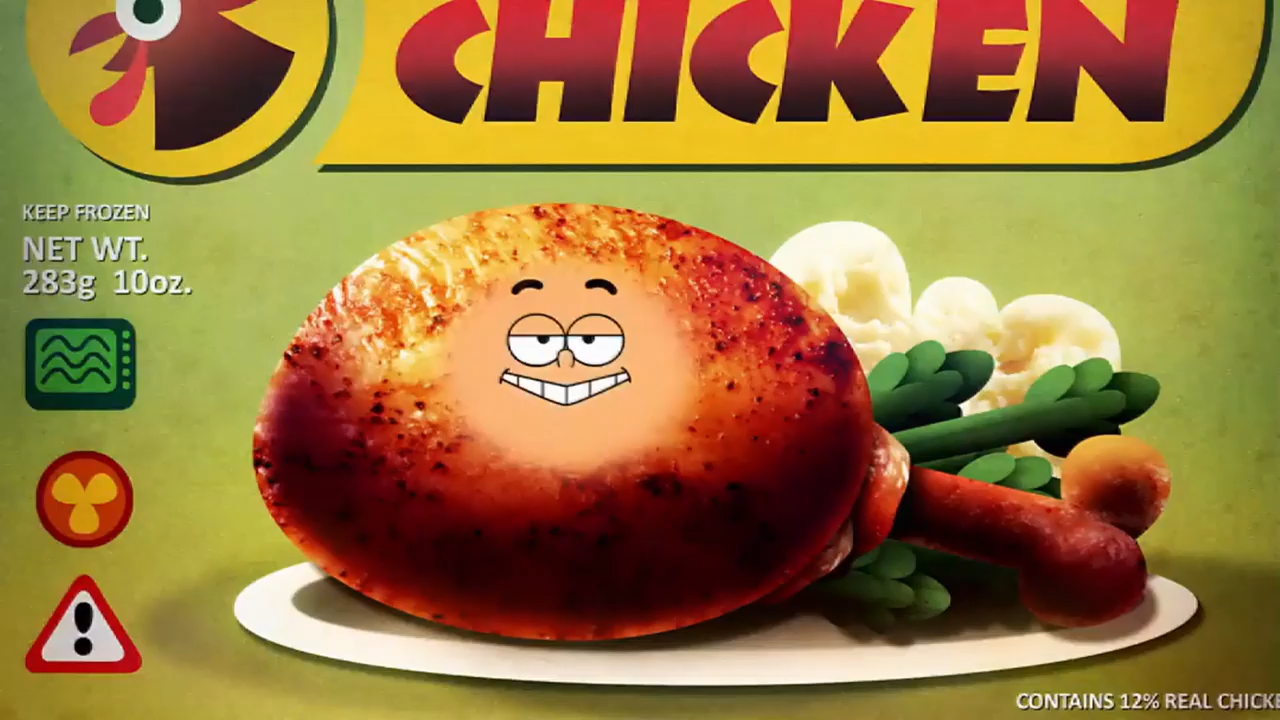 CHICKEN
KEEP FROZEN
NET WT.
283g 10oz.
CONTAINS 12% REAL CHICKE